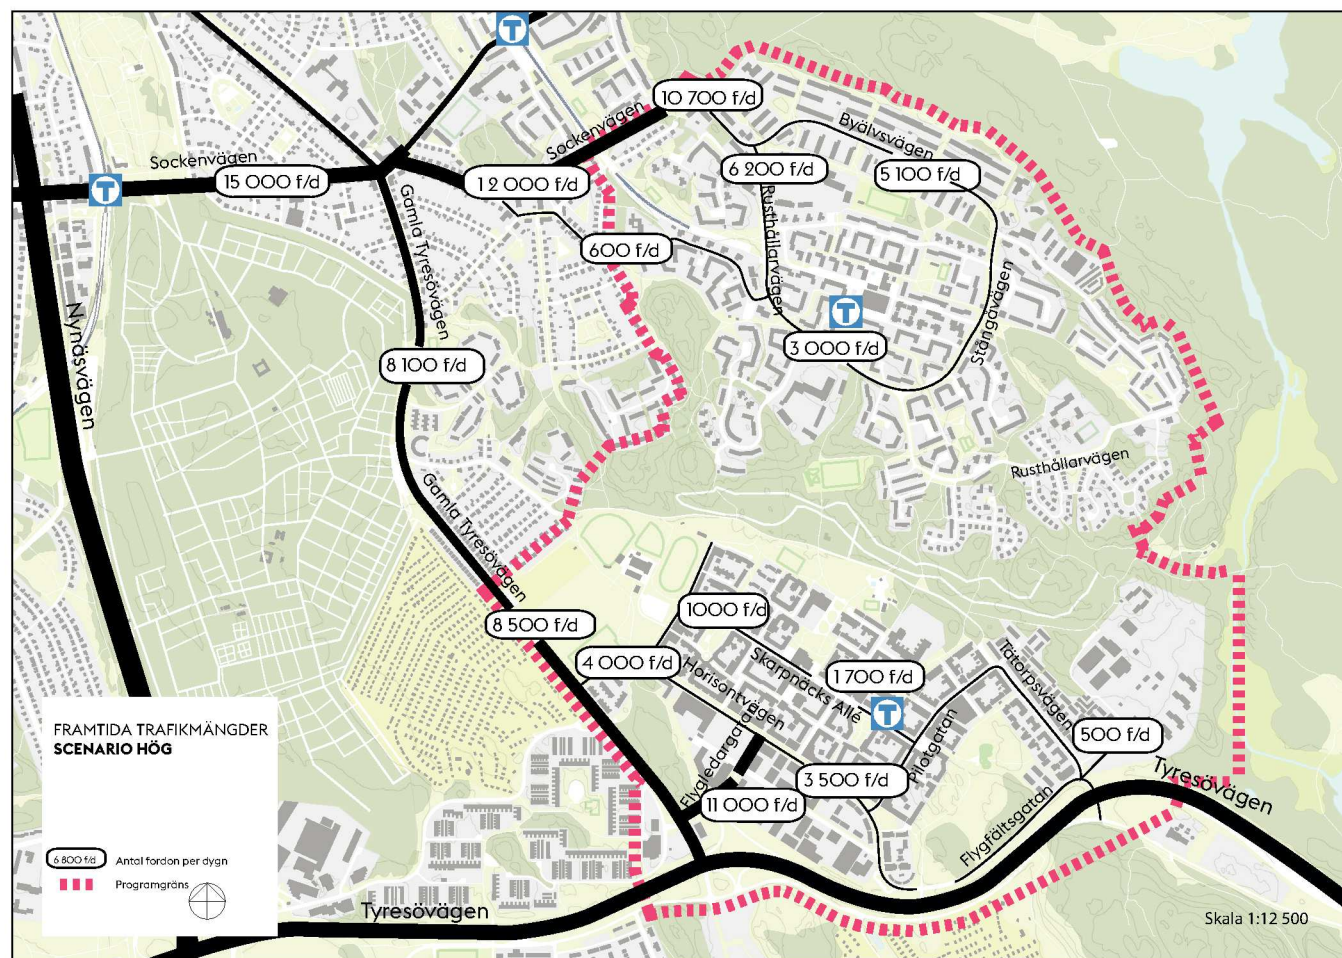 T
10 700 f/d
Sockenvägen
Byälvsvägen
Sockenvägen
6 200 f/d
5 100 f/d
15 000 f/d
12 000 f/d
T
Gamla Tyresövägen
Rusthållarvägen
600 f/d
T
Stångåvägen
Nynäsvägen
3 000 f/d
8 100 f/d
Rusthållarvägen
Gamla Tyresövägen
1000 f/d
8 500 f/d
4 000 f/d
Skarpnäcks Allé
Tätorpsvägen
Horisontvägen
1 700 f/d
T
Pilotgatan
500 f/d
Flygledargatan
3 500 f/d
Tyresövägen
11 000 f/d
Flygfältsgatan
FRAMTIDA TRAFIKMÄNGDER
SCENARIO HÖG
6 800 f/d Antal fordon per dygn
Programgräns
Tyresövägen
Skala 1:12 500